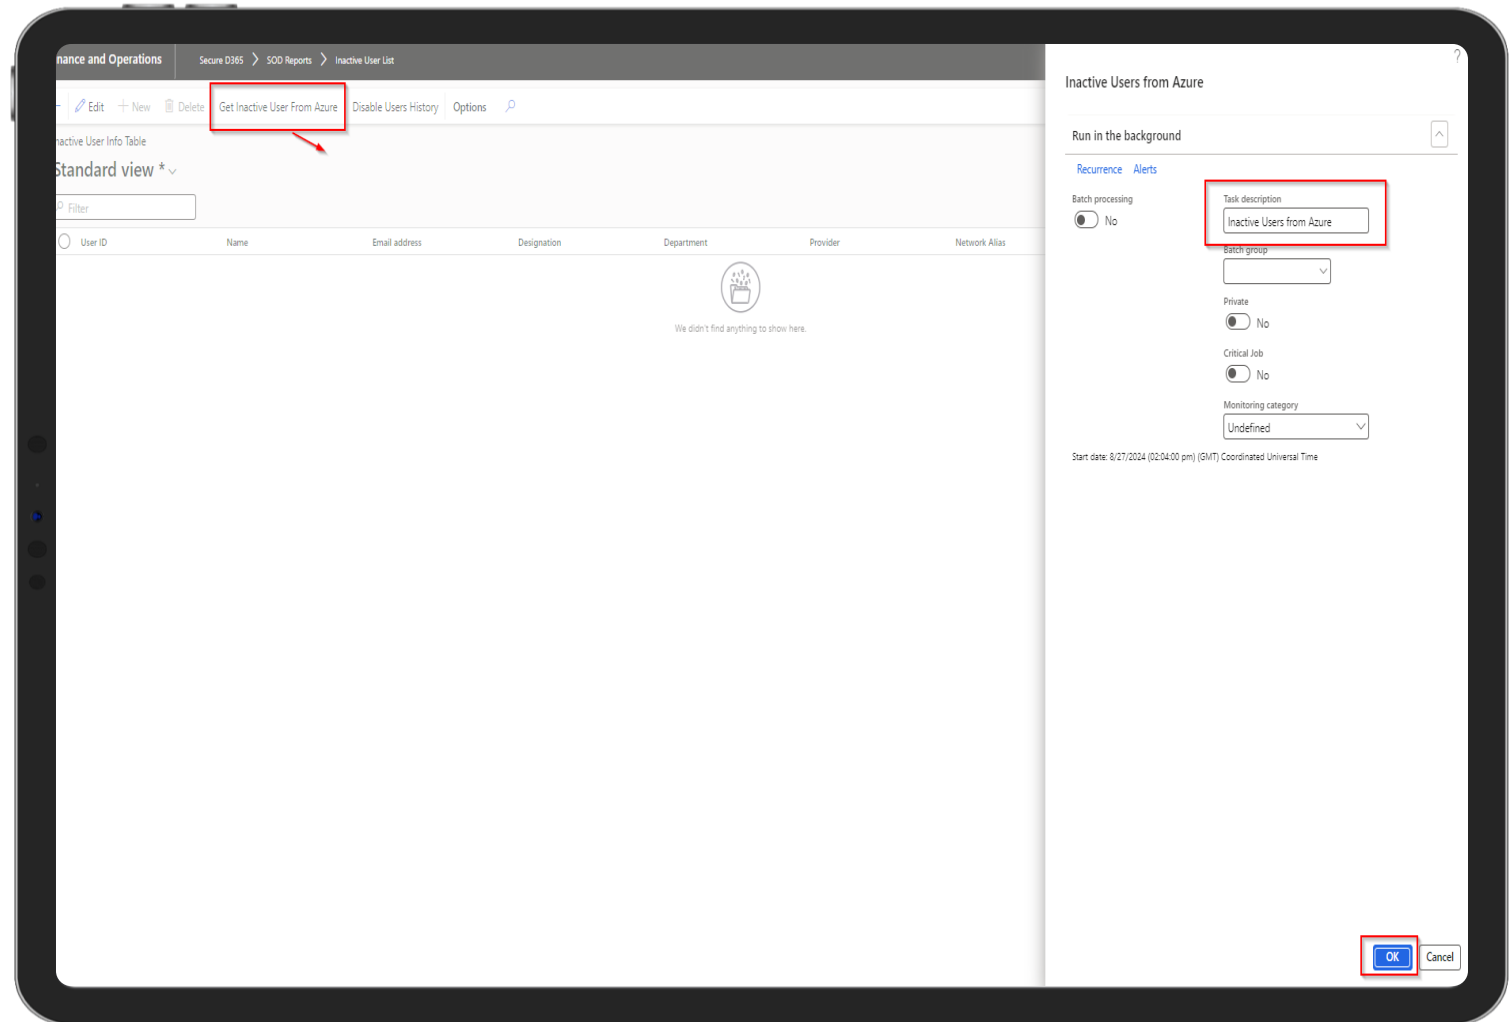 nance and Operations
Secure D365 > SOD Reports > Inactive User List
Edit + New Delete Get Inactive User From Azure Disable Users History Options
nactive User Info Table
Standard view *
Filter
User ID Name Email address Designation Department Provider Network Alias
We didn't find anything to show here.
?
Inactive Users from Azure
Run in the background
Recurrence Alerts
Batch processing
No
Task description
Inactive Users from Azure
Batch group
Private
No
Critical Job
No
Monitoring category
Undefined
Start date: 8/27/2024 (02:04:00 pm) (GMT) Coordinated Universal Time
OK Cancel